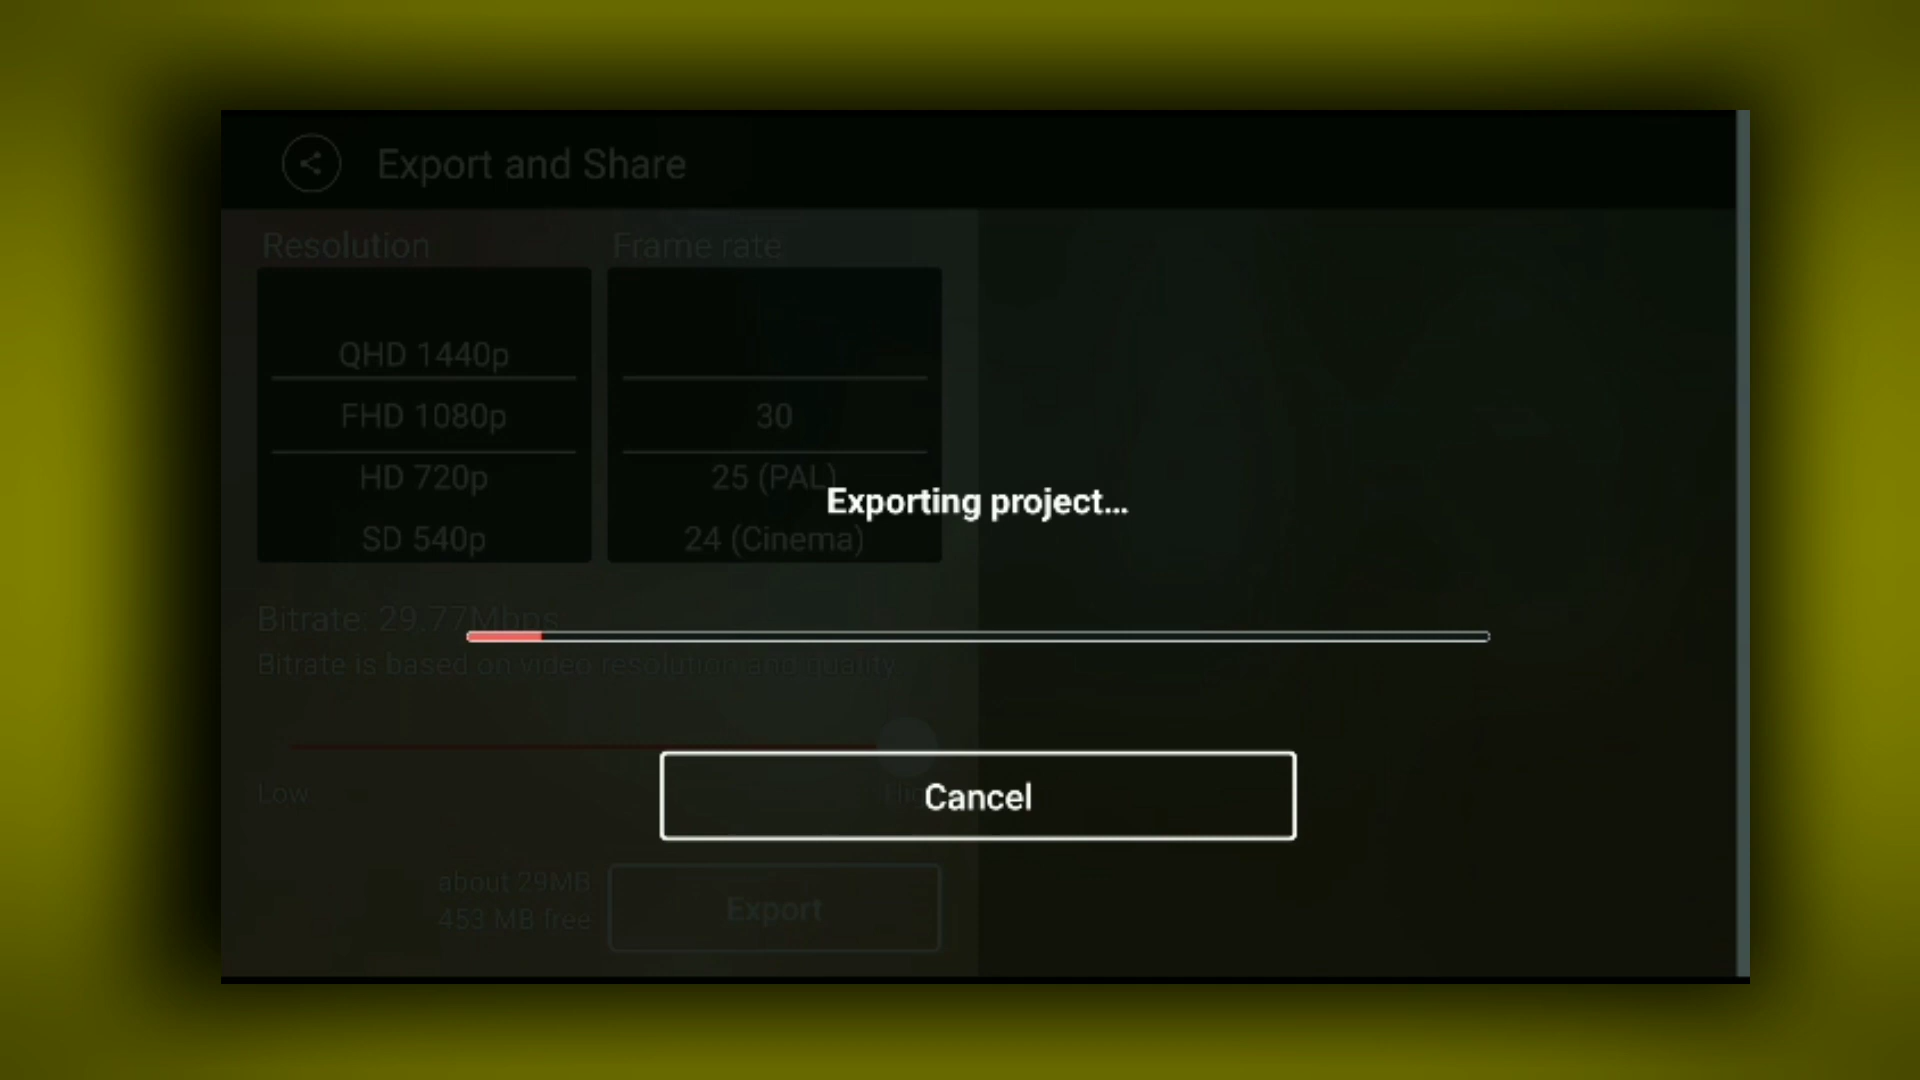 Export and Share
Resolution
Frame rate
QHD 1440p
FHD 1080p
HD 720p
SD 540p
30
25 (PAL)
24 (Cinema)
Exporting project...
Bitrate: 29.77Mbps
Bitrate is based on video resolution and quality.
Low
High
Cancel
about 29MB
453 MB free
Export